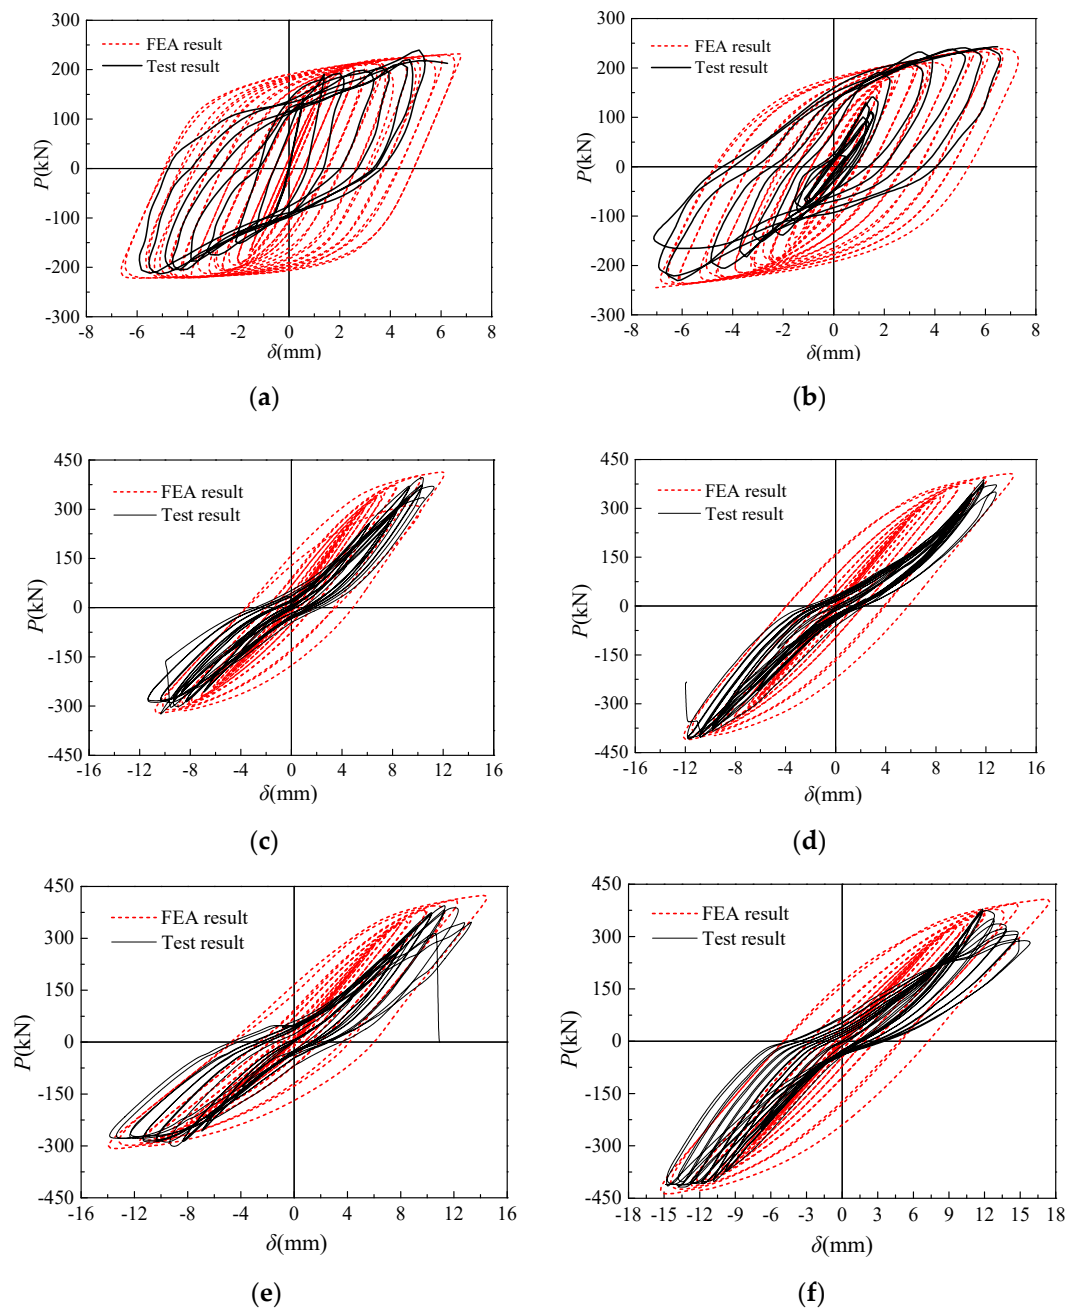 300
200
100
0
-100
-200
-300
P(kN)
FEA result
Test result
-8 -6 -4 -2 0 2 4 6 8
δ(mm)
(a)
300
200
100
0
-100
-200
-300
P(kN)
FEA result
Test result
-8 -6 -4 -2 0 2 4 6 8
δ(mm)
(b)
450
300
150
0
-150
-300
-450
P(kN)
FEA result
Test result
-16 -12 -8 -4 0 4 8 12 16
δ(mm)
(c)
450
300
150
0
-150
-300
-450
P(kN)
FEA result
Test result
-16 -12 -8 -4 0 4 8 12 16
δ(mm)
(d)
450
300
150
0
-150
-300
-450
P(kN)
FEA result
Test result
-16 -12 -8 -4 0 4 8 12 16
δ(mm)
(e)
450
300
150
0
-150
-300
-450
P(kN)
FEA result
Test result
-18 -15 -12 -9 -6 -3 0 3 6 9 12 15 18
δ(mm)
(f)